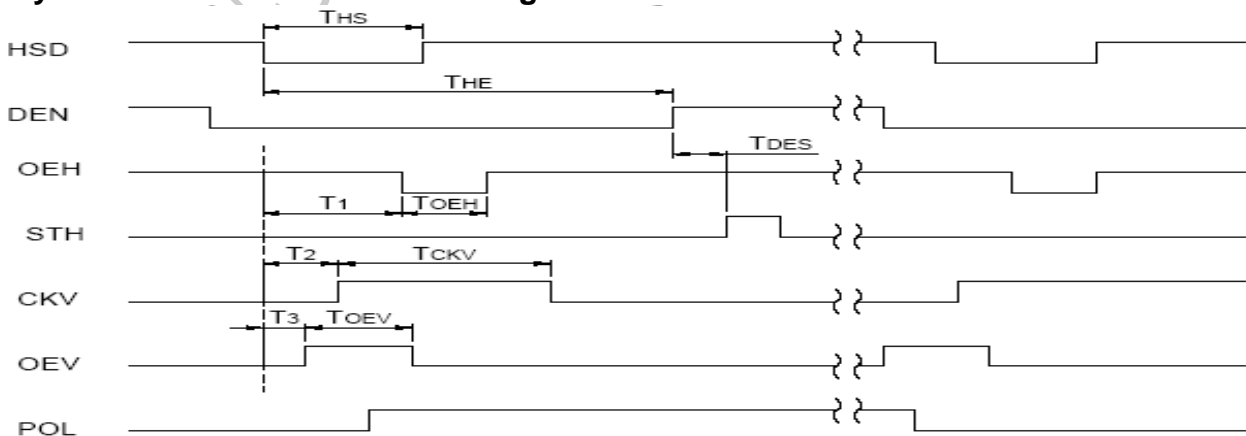 THS
HSD
THE
DEN
TDES
OEH
T1 TOEH
STH
T2 TCKV
CKV
T3 TOEV
OEV
POL